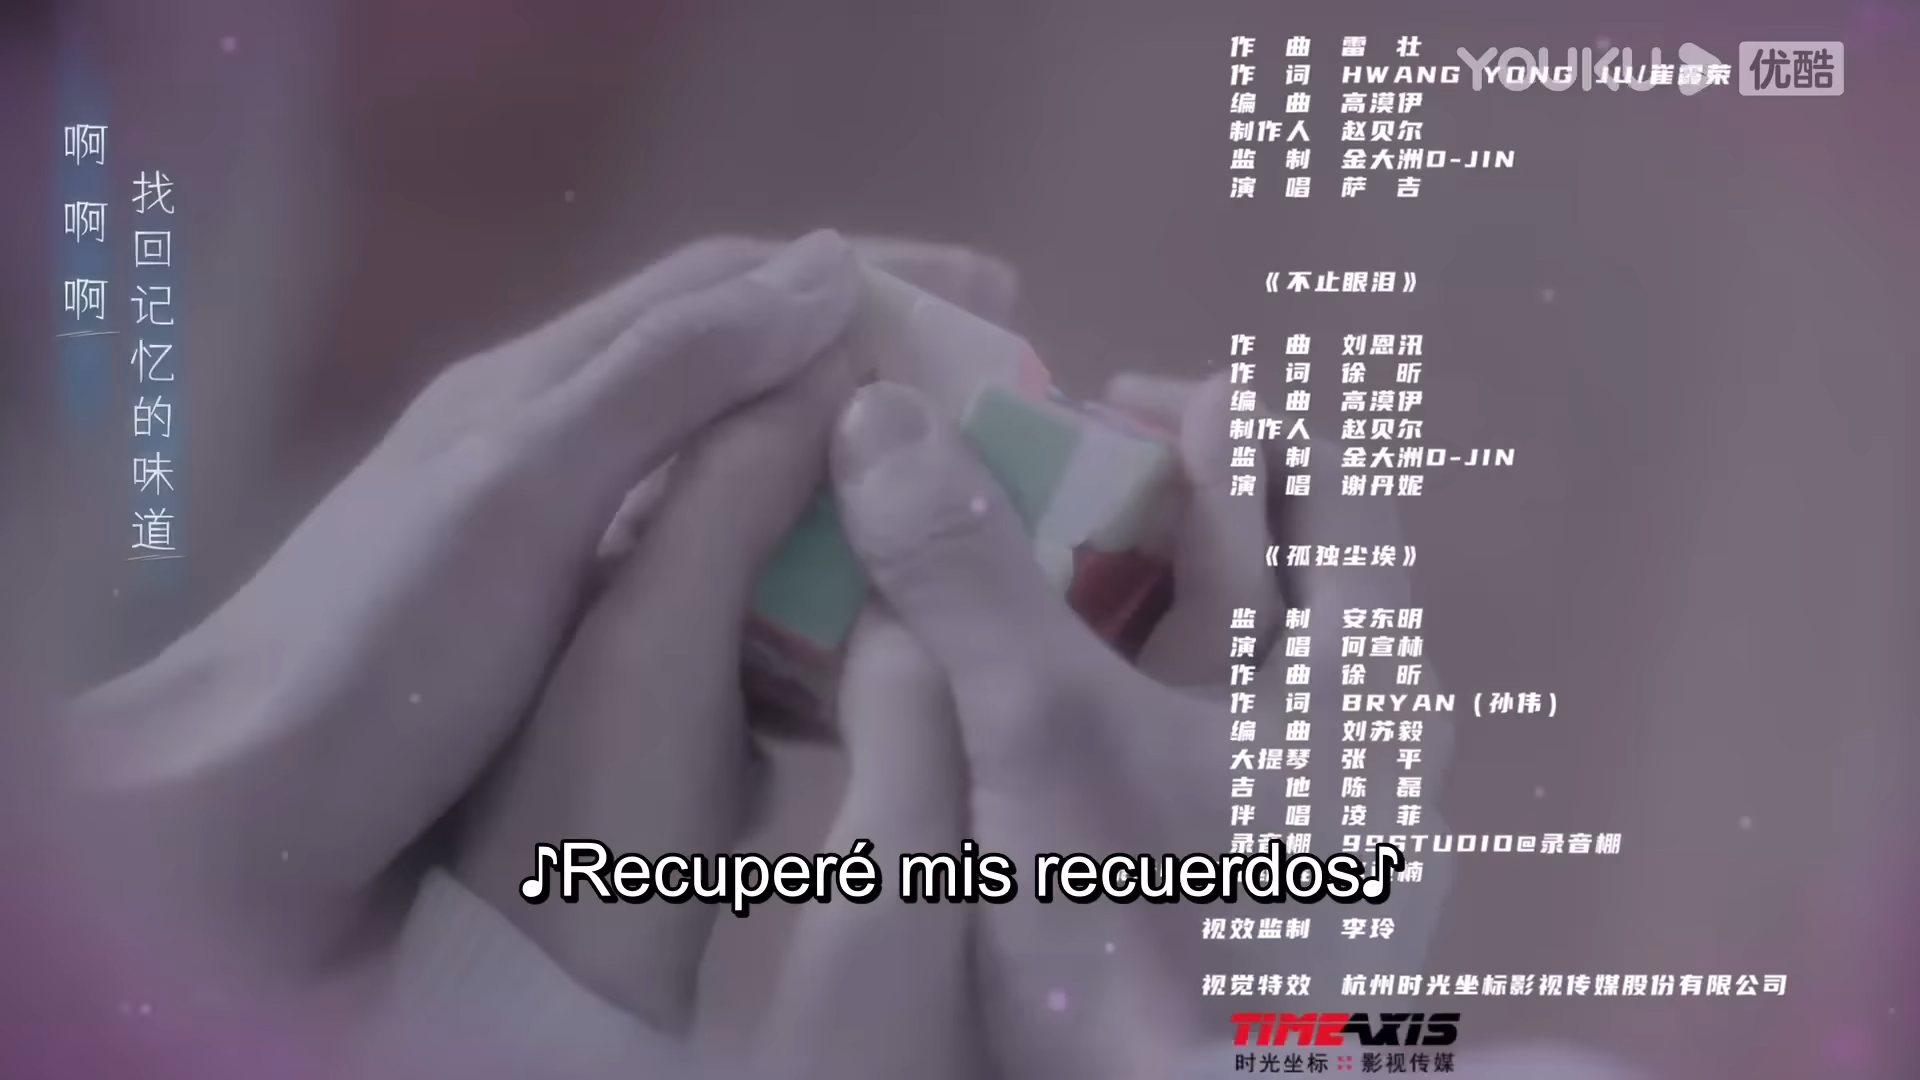 啊啊啊
找回记忆的味道
YOUKU 优酷
作 曲 雷 壮
作 词 HWANG YONG JU/崔露荣
编 曲 高漠伊
制作人 赵贝尔
监 制 金大洲D-JIN
演 唱 萨 吉
《不止眼泪》
作 曲 刘恩汛
作 词 徐 昕
编 曲 高漠伊
制作人 赵贝尔
监 制 金大洲D-JIN
演 唱 谢丹妮
《孤独尘埃》
监 制 安东明
演 唱 何宣林
作 曲 徐 昕
作 词 BRYAN（孙伟）
编 曲 刘苏毅
大提琴 张 平
吉 他 陈 磊
伴 唱 凌 菲
录音棚 99STUDIO@录音棚
楠
♪Recuperé mis recuerdos♪
视效监制 李玲
视觉特效 杭州时光坐标影视传媒股份有限公司
TIMEAXIS
时光坐标::影视传媒